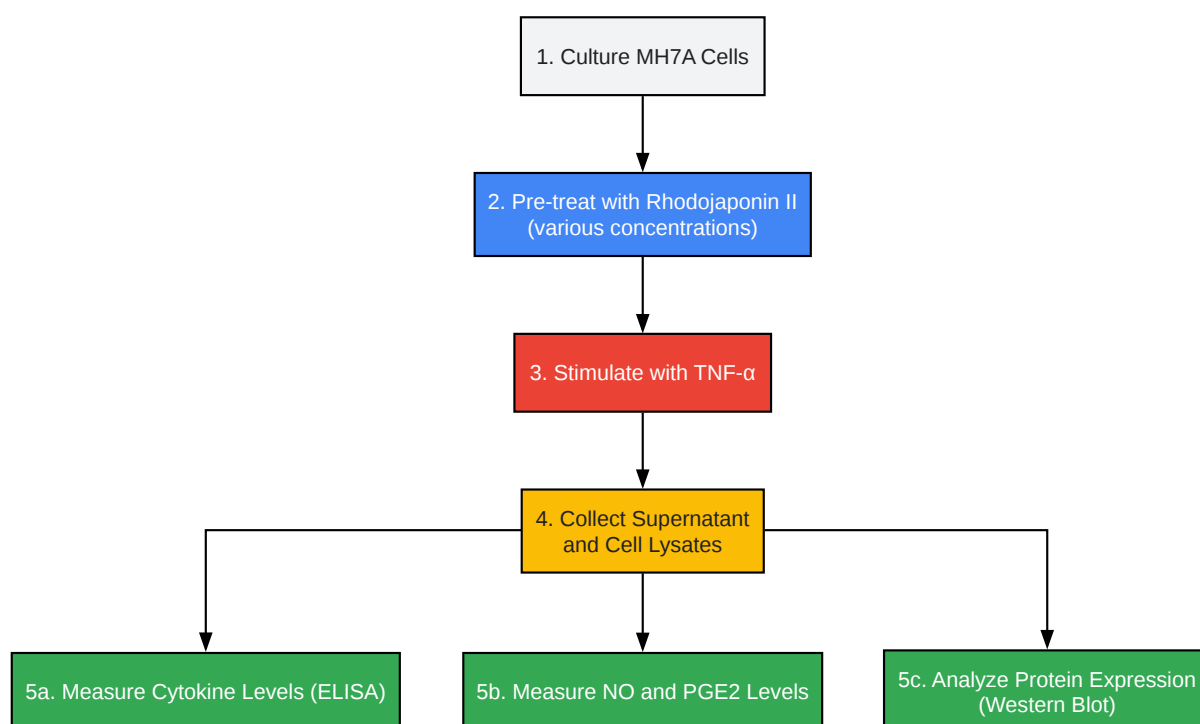 1. Culture MH7A Cells
2. Pre-treat with Rhodojaponin II
(various concentrations)
3. Stimulate with TNF-α
4. Collect Supernatant
and Cell Lysates
5a. Measure Cytokine Levels (ELISA)
5b. Measure NO and PGE2 Levels
5c. Analyze Protein Expression
(Western Blot)